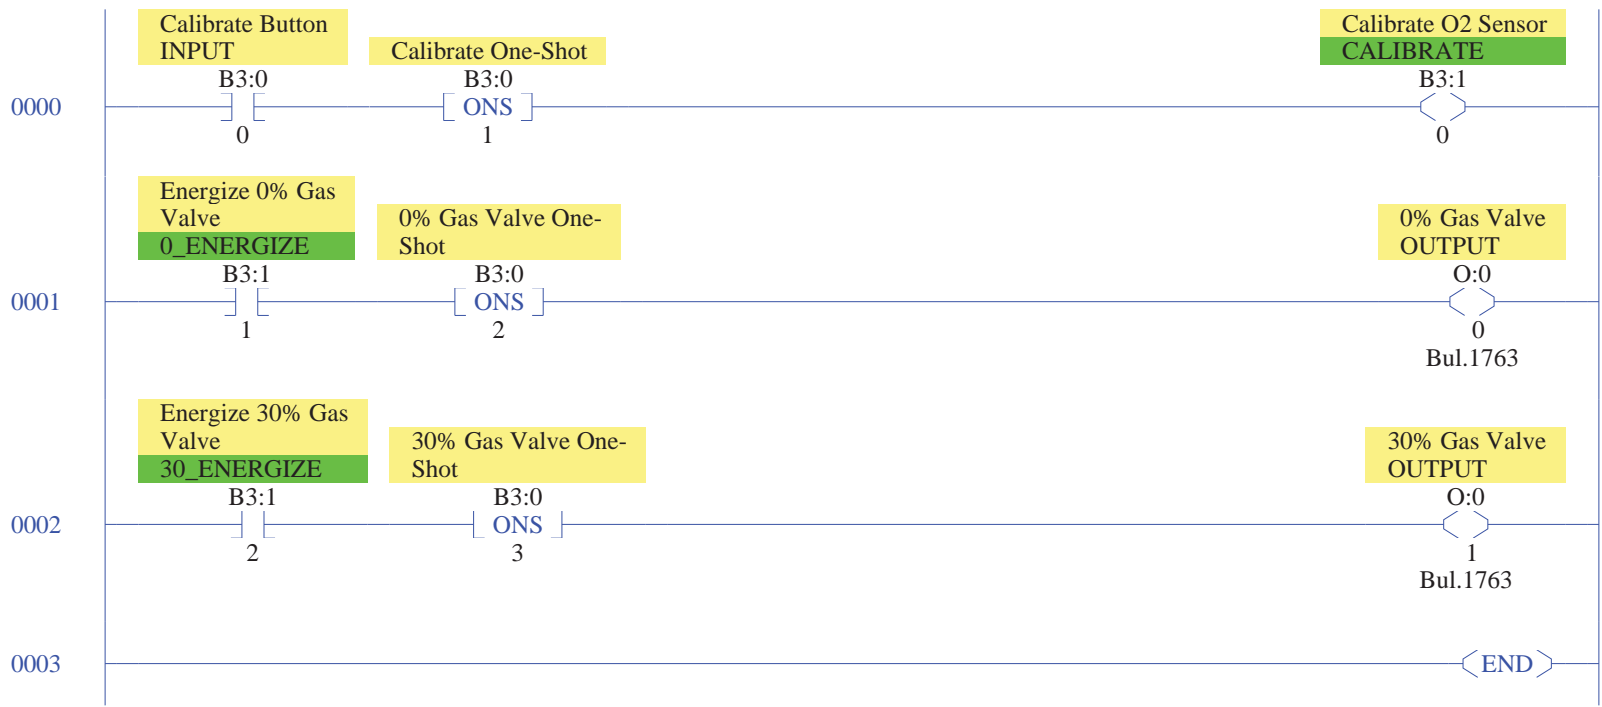 Calibrate Button
INPUT
B3:0
0
Calibrate One-Shot
B3:0
ONS
1
Calibrate O2 Sensor
CALIBRATE
B3:1
0
0000
Energize 0% Gas
Valve
0_ENERGIZE
B3:1
1
0% Gas Valve One-
Shot
B3:0
ONS
2
0% Gas Valve
OUTPUT
O:0
0
Bul.1763
0001
Energize 30% Gas
Valve
30_ENERGIZE
B3:1
2
30% Gas Valve One-
Shot
B3:0
ONS
3
30% Gas Valve
OUTPUT
O:0
1
Bul.1763
0002
0003
END